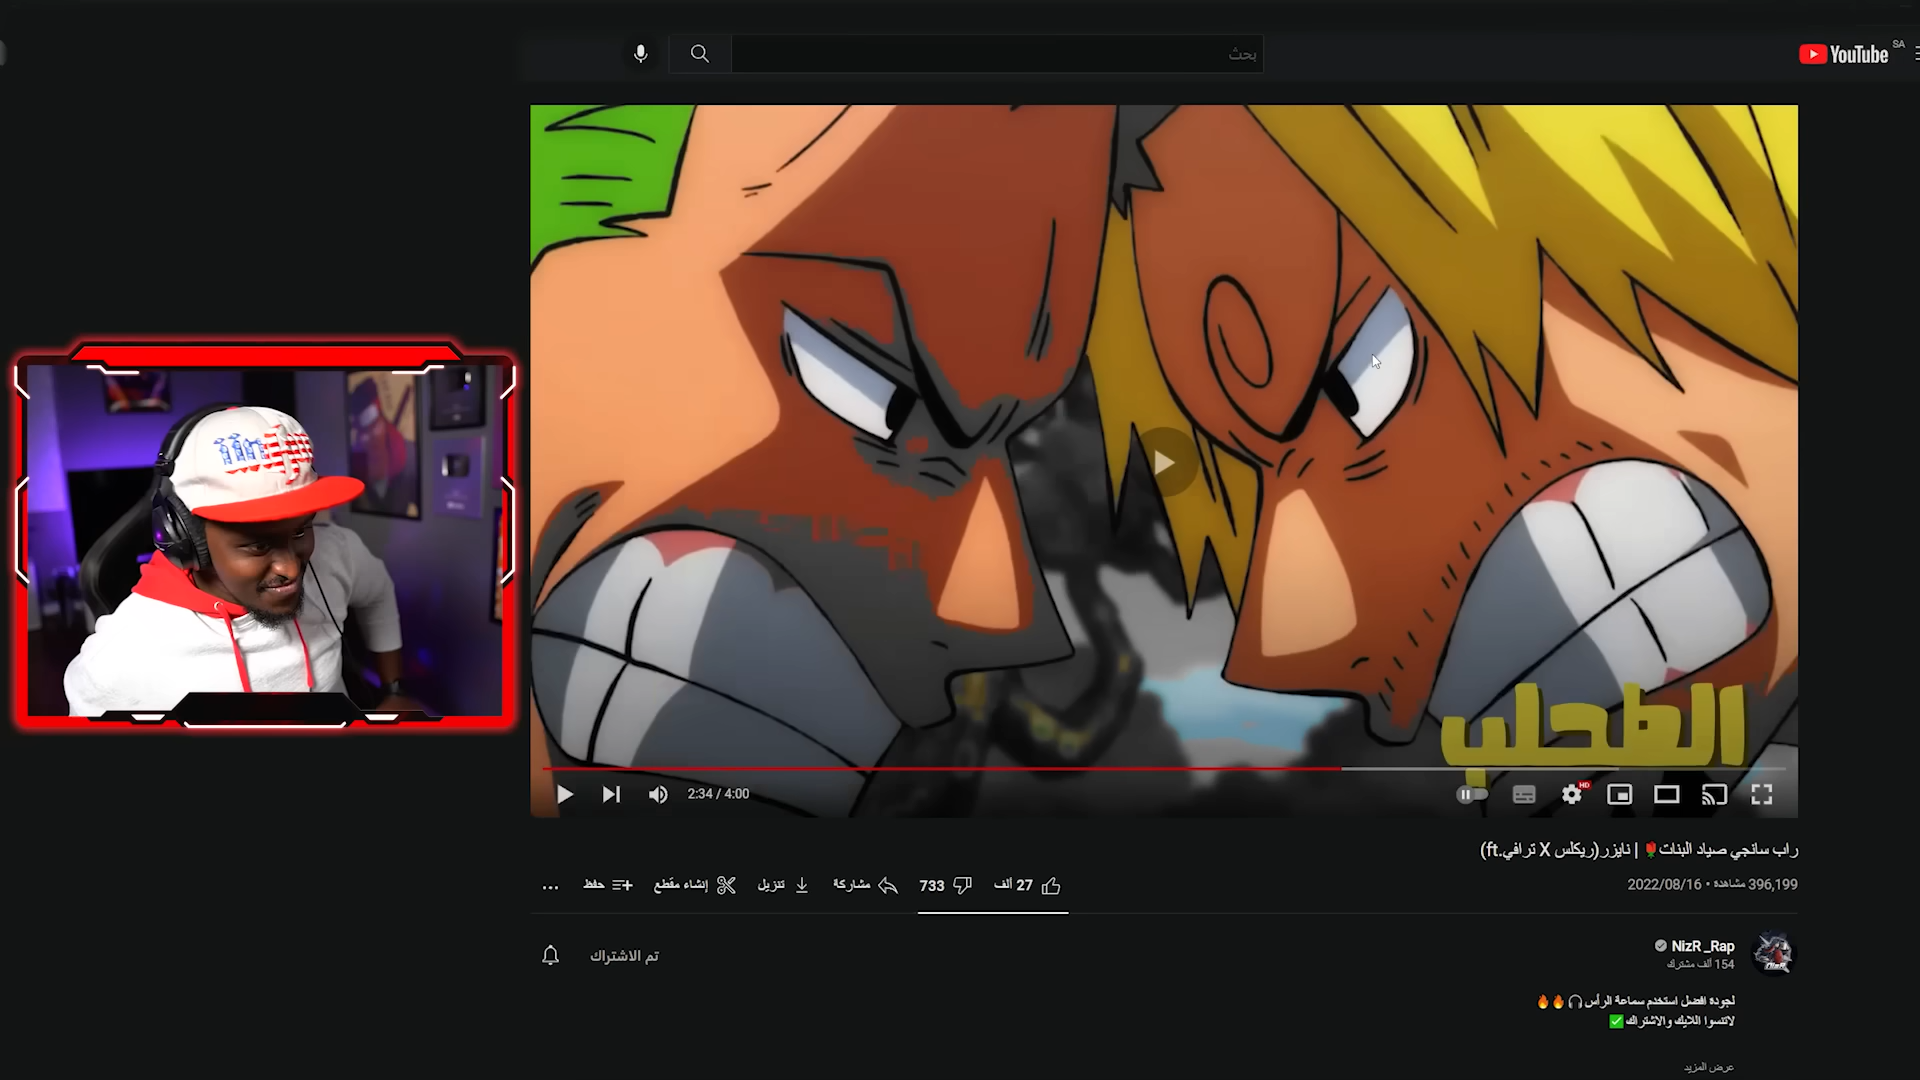 YouTube SA
بحث
الطحلب
2:34 / 4:00
HD
راب سانجي صياد البنات🌹 | نايزر(ريكلس X ترافي.ft)
396,199 مشاهدة • 2022/08/16
27 ألف
733
مشاركة
تنزيل
إنشاء مقطع
حفظ
...
NizR_Rap
154 ألف مشترك
تم الاشتراك
لجودة افضل استخدم سماعة الرأس🎧🔥🔥
لاتنسوا اللايك والاشتراك✅
عرض المزيد